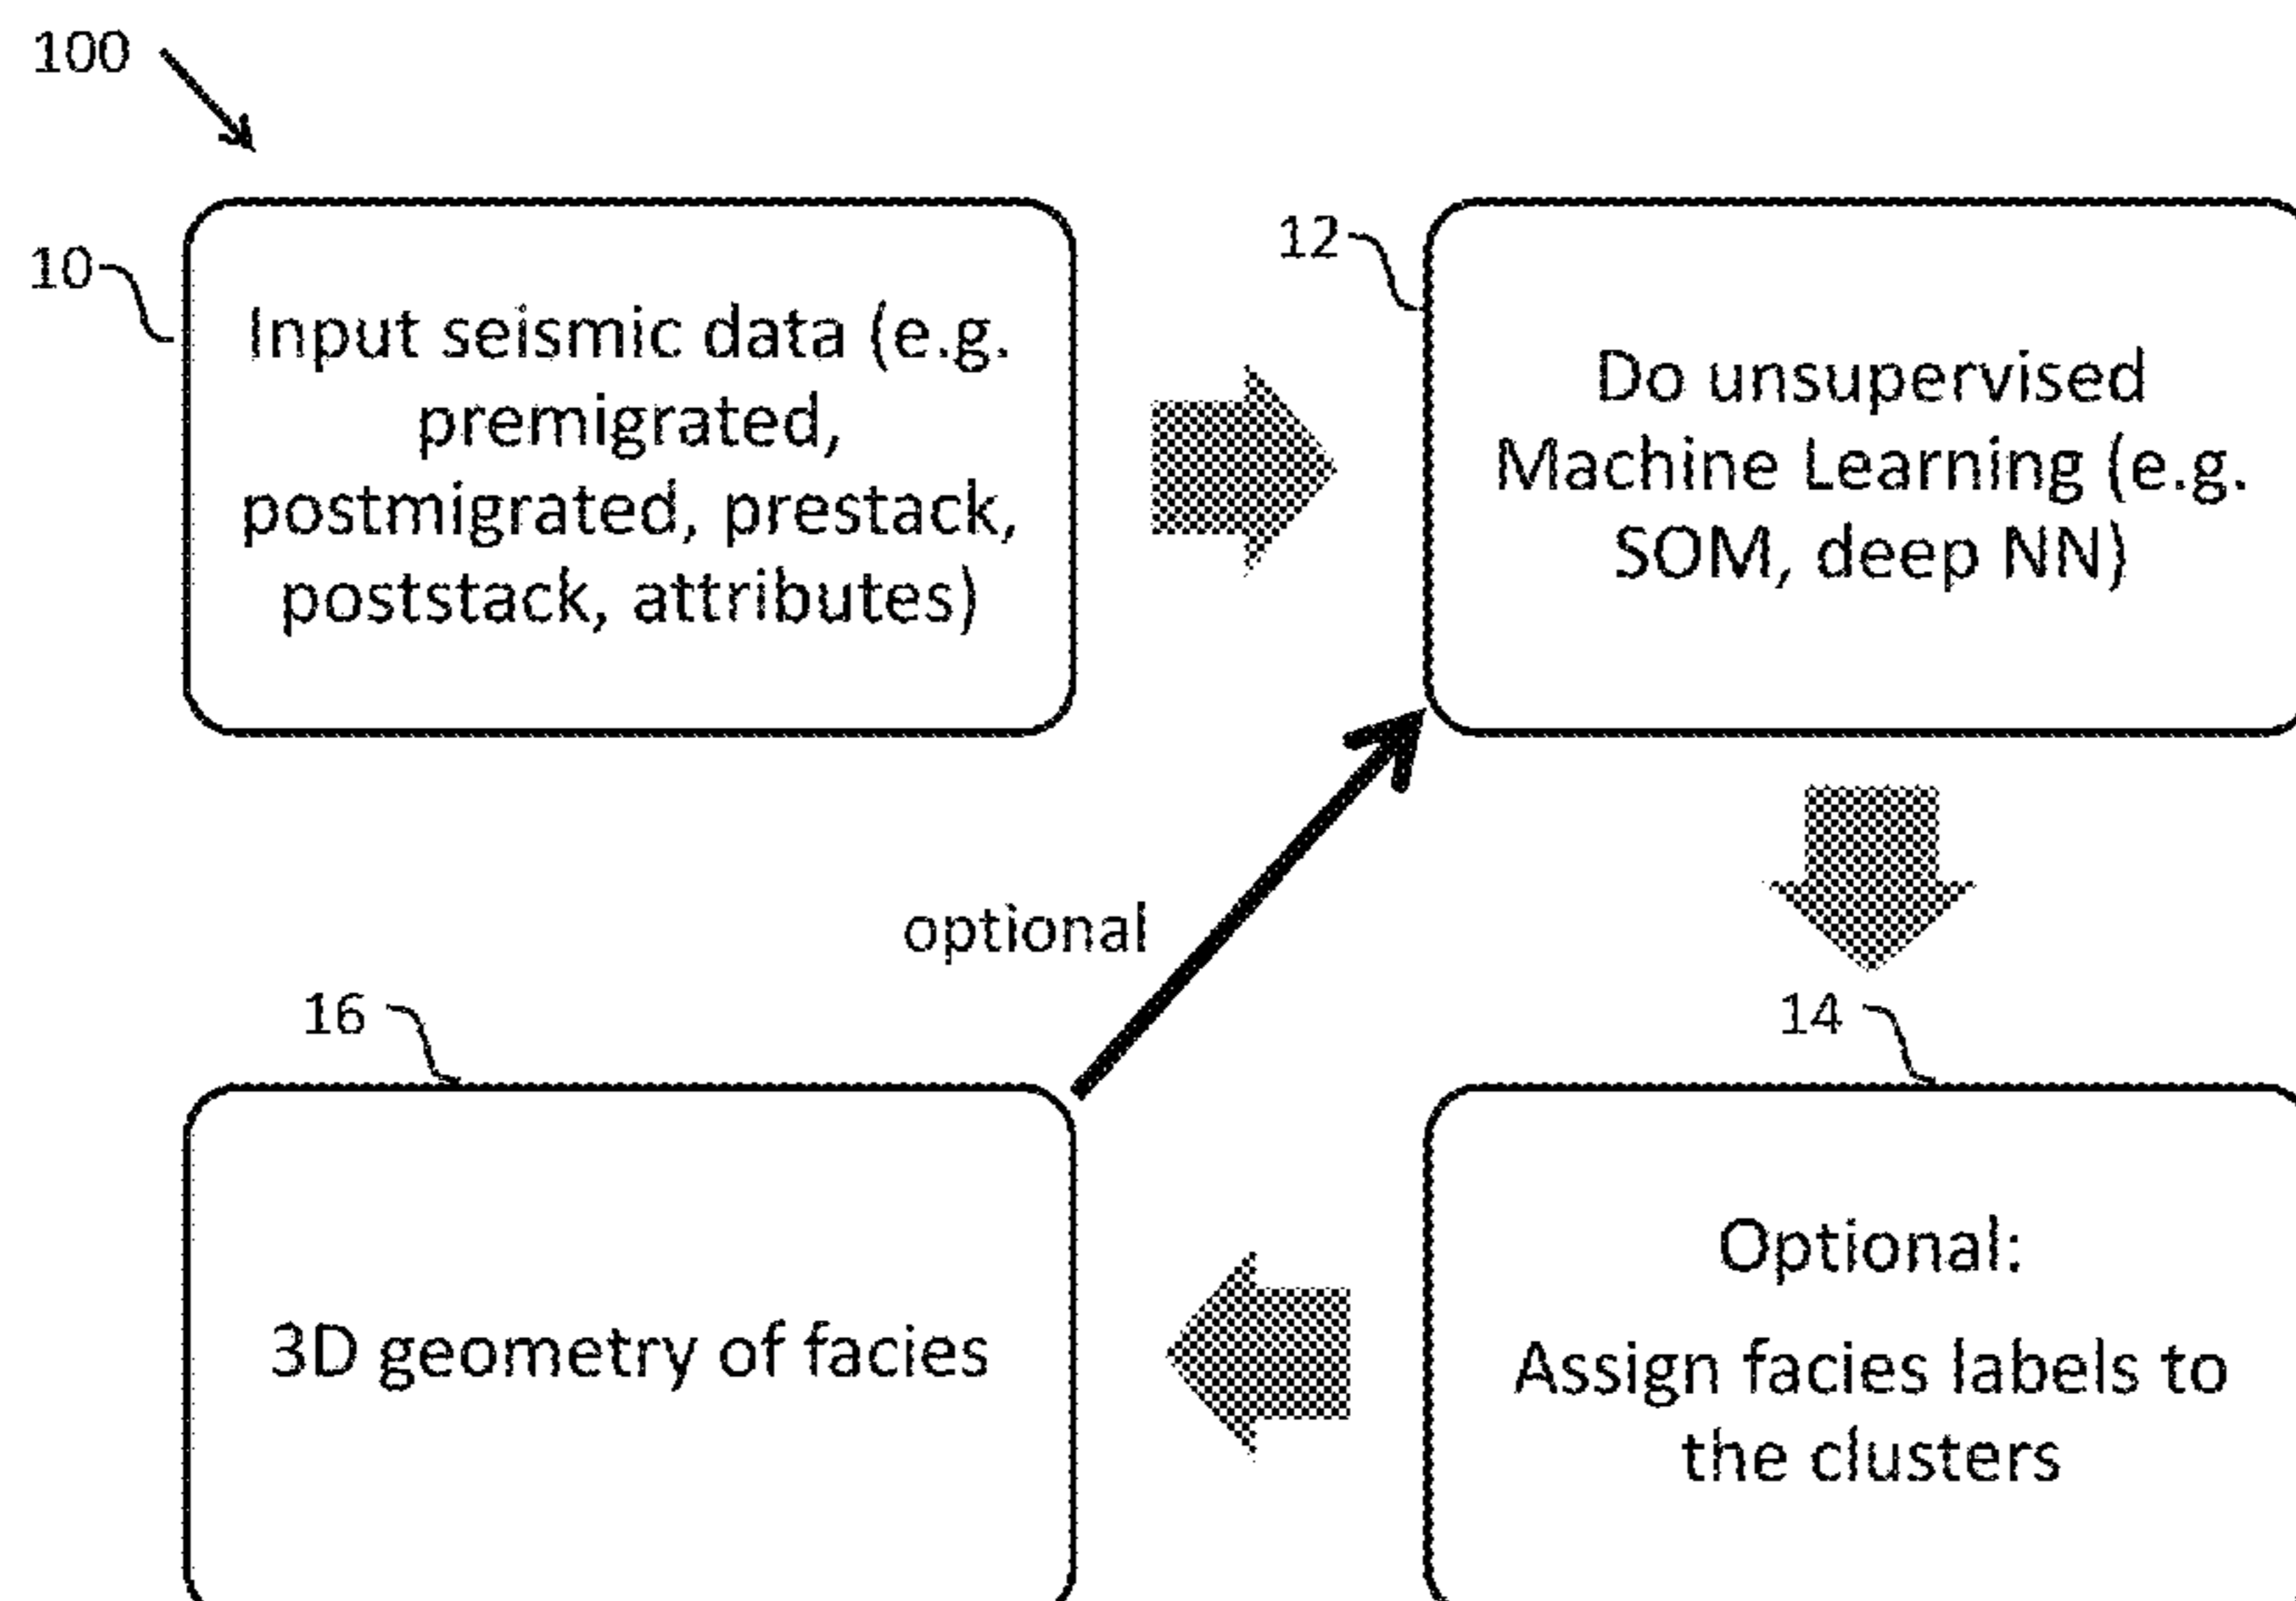 100
10
Input seismic data (e.g.
premigrated,
postmigrated, prestack,
poststack, attributes)
12
Do unsupervised
Machine Learning (e.g.
SOM, deep NN)
optional
16
3D geometry of facies
14
Optional:
Assign facies labels to
the clusters